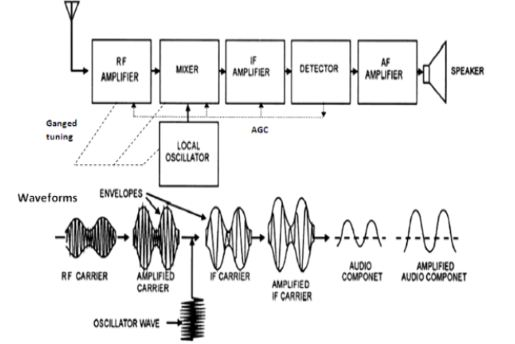 RF
AMPLIFIER
MIXER
IF
AMPLIFIER
DETECTOR
AF
AMPLIFIER
SPEAKER
Ganged
tuning
AGC
LOCAL
OSCILLATOR
Waveforms
ENVELOPES
RF CARRIER
AMPLIFIED
CARRIER
IF CARRIER
AMPLIFIED
IF CARRIER
AUDIO
COMPONET
AMPLIFIED
AUDIO COMPONET
OSCILLATOR WAVE